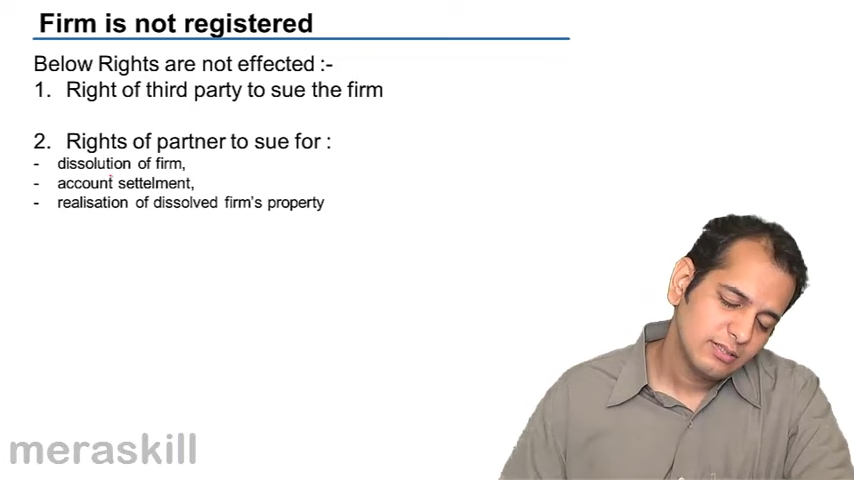 Firm is not registered
Below Rights are not effected :-
1. Right of third party to sue the firm
2. Rights of partner to sue for :
- dissolution of firm,
- account settelment,
- realisation of dissolved firm's property
meraskill